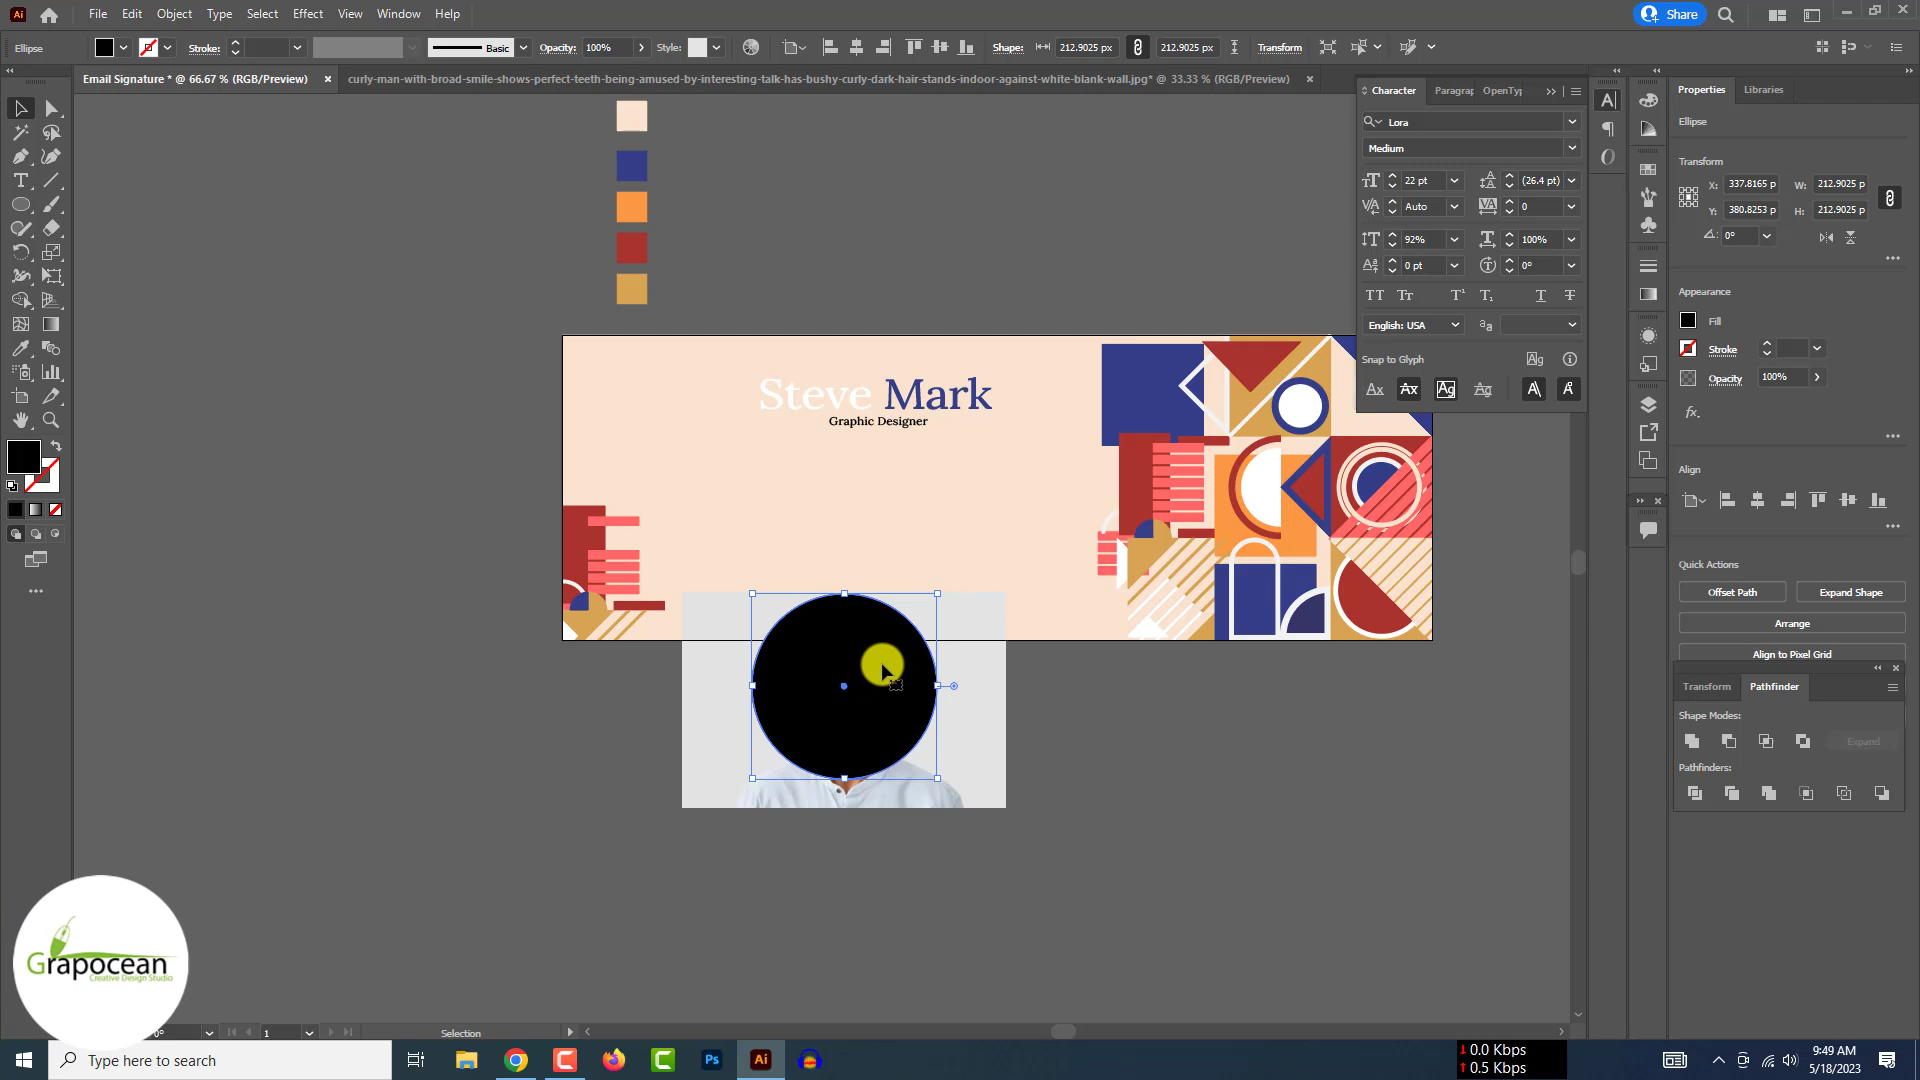 File Edit Object Type Select Effect View Window Help
Share
Ellipse
Stroke:
Basic
Opacity: 100%
Style:
Shape: 212.9025 px 212.9025 px
Transform
Email Signature * @ 66.67 % (RGB/Preview)
curly-man-with-broad-smile-shows-perfect-teeth-being-amused-by-interesting-talk-has-bushy-curly-dark-hair-stands-indoor-against-white-blank-wall.jpg* @ 33.33 % (RGB/Preview)
Character Paragrap OpenTyp
Lora
Medium
22 pt (26.4 pt)
Auto 0
92% 100%
0 pt 0°
English: USA
Snap to Glyph
Properties Libraries
Ellipse
Transform
X: 337.8165 p W: 212.9025 p
Y: 380.8253 p H: 212.9025 p
0°
Appearance
Fill
Stroke
Opacity 100%
fx.
Align
Quick Actions
Offset Path Expand Shape
Arrange
Align to Pixel Grid
Transform Pathfinder
Shape Modes:
Expand
Pathfinders:
Steve Mark
Graphic Designer
Grapocean
Creative Design Studio
0° 1 Selection
Type here to search
Ps
Ai
0.0 Kbps
0.5 Kbps
9:49 AM
5/18/2023